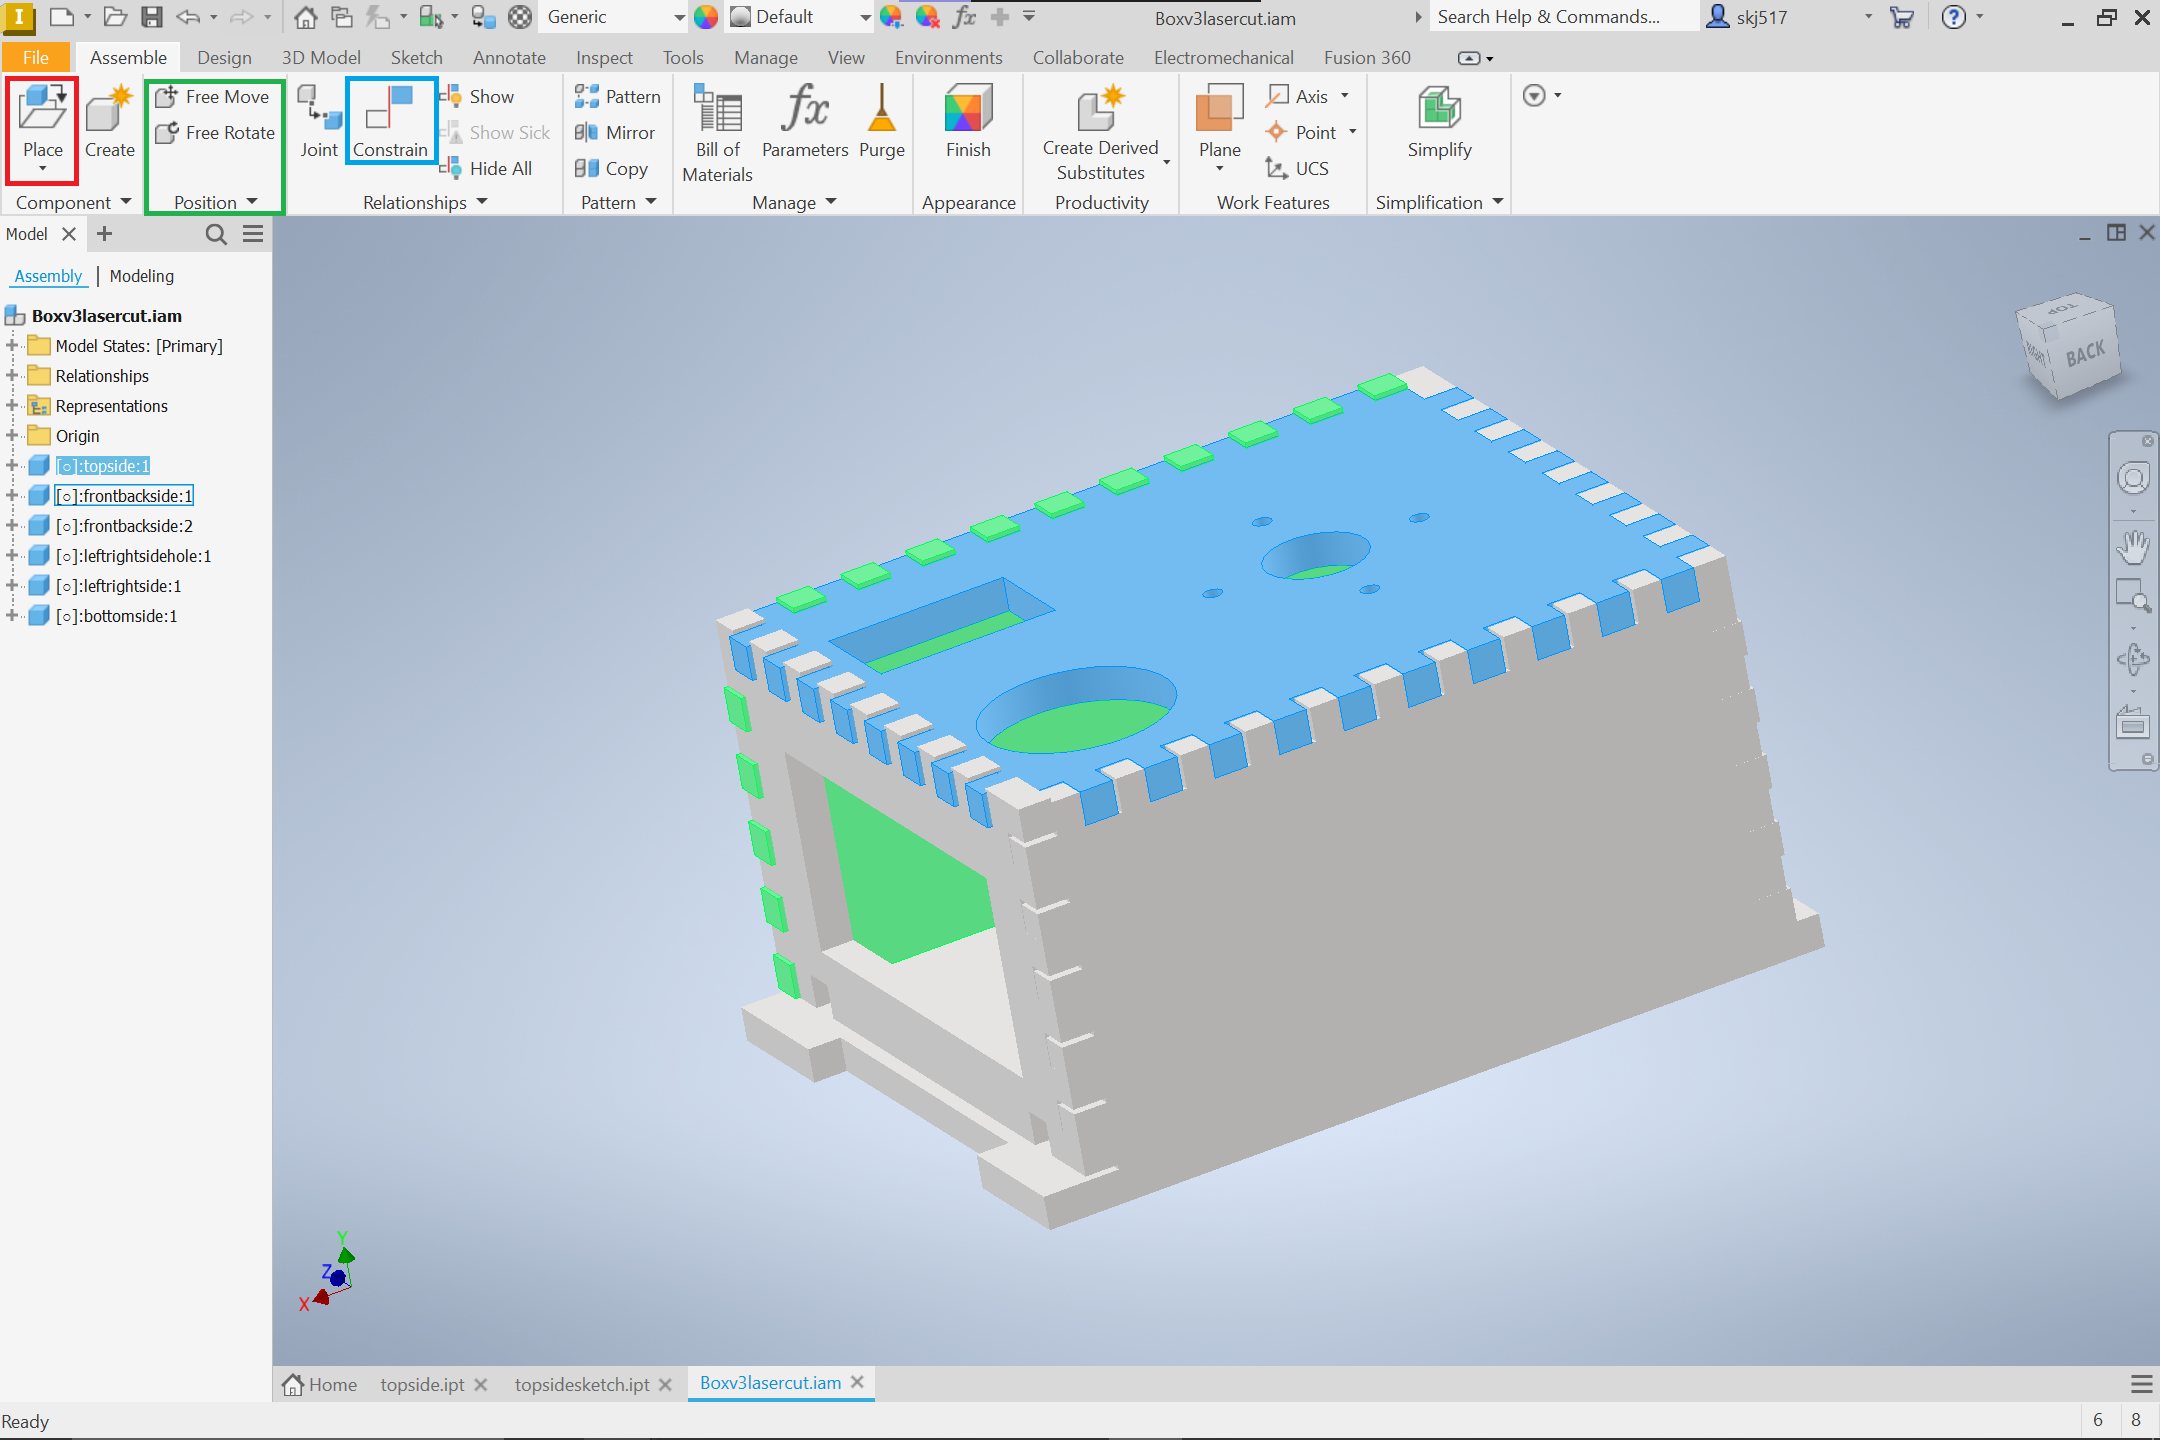 I Generic Default fx Boxv3lasercut.iam Search Help & Commands... skj517 ?
File Assemble Design 3D Model Sketch Annotate Inspect Tools Manage View Environments Collaborate Electromechanical Fusion 360
Place
Create
Component
Free Move
Free Rotate
Position
Joint
Constrain
Show
Show Sick
Hide All
Relationships
Pattern
Mirror
Copy
Pattern
Bill of
Materials
fx
Parameters
Purge
Manage
Finish
Appearance
Create Derived
Substitutes
Productivity
Plane
Axis
Point
UCS
Work Features
Simplify
Simplification
Model
Assembly | Modeling
Boxv3lasercut.iam
Model States: [Primary]
Relationships
Representations
Origin
[○]:topside:1
[○]:frontbackside:1
[○]:frontbackside:2
[○]:leftrightsidehole:1
[○]:leftrightside:1
[○]:bottomside:1
TOP
RIGHT
BACK
Y
Z
X
Home topside.ipt topsidesketch.ipt Boxv3lasercut.iam
Ready 6 8